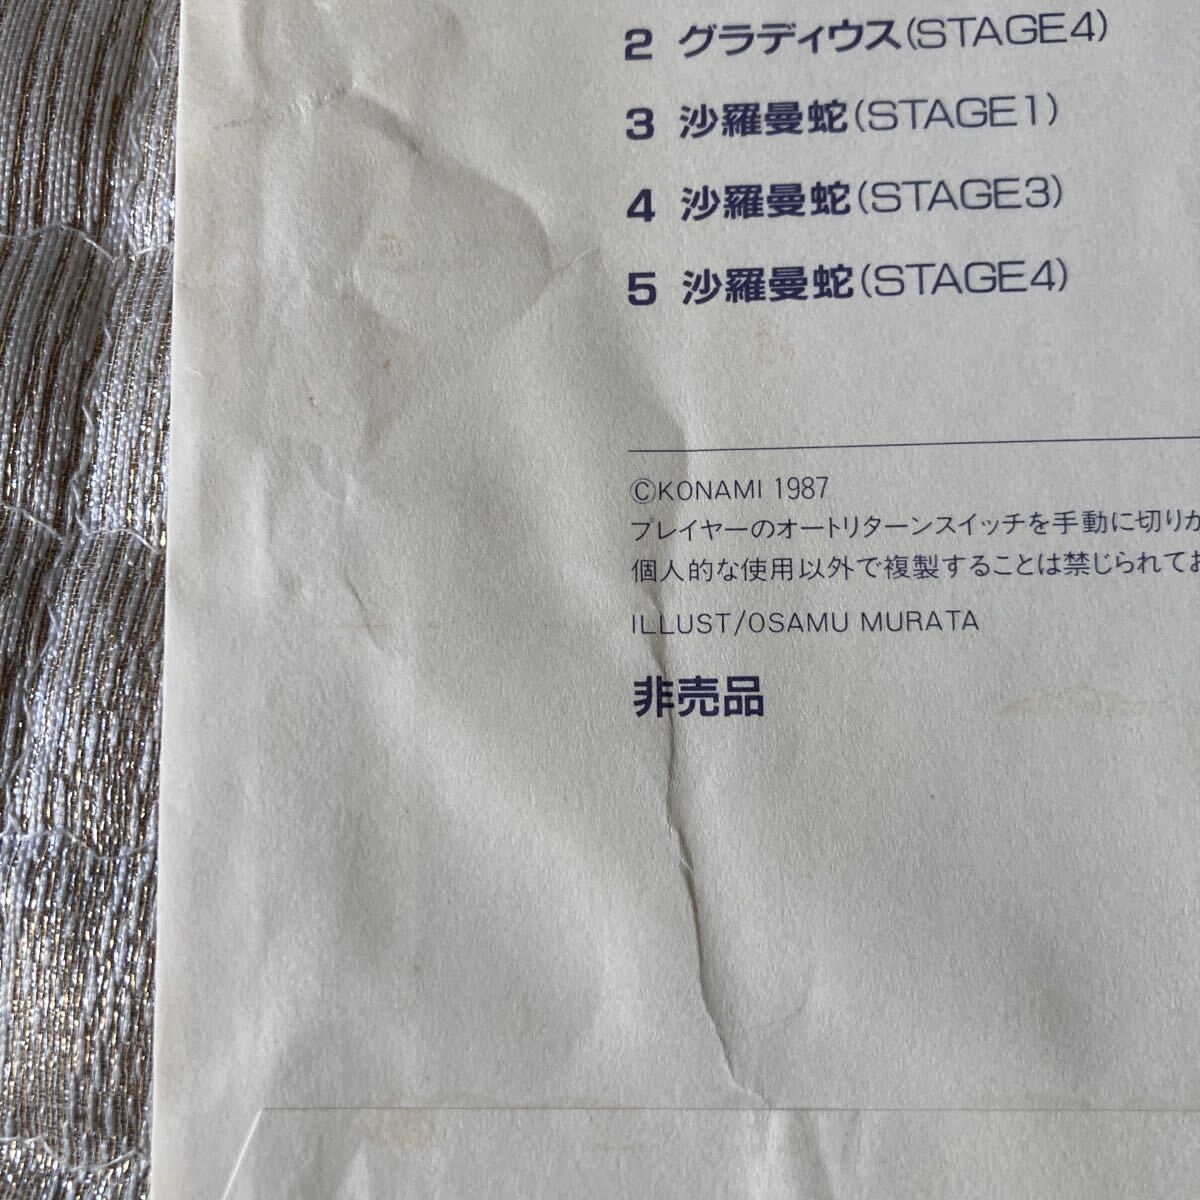 2 グラディウス(STAGE4)
3 沙羅曼蛇(STAGE1)
4 沙羅曼蛇(STAGE3)
5 沙羅曼蛇(STAGE4)
©KONAMI 1987
プレイヤーのオートリターンスイッチを手動に切りか
個人的な使用以外で複製することは禁じられてお
ILLUST/OSAMU MURATA
非売品